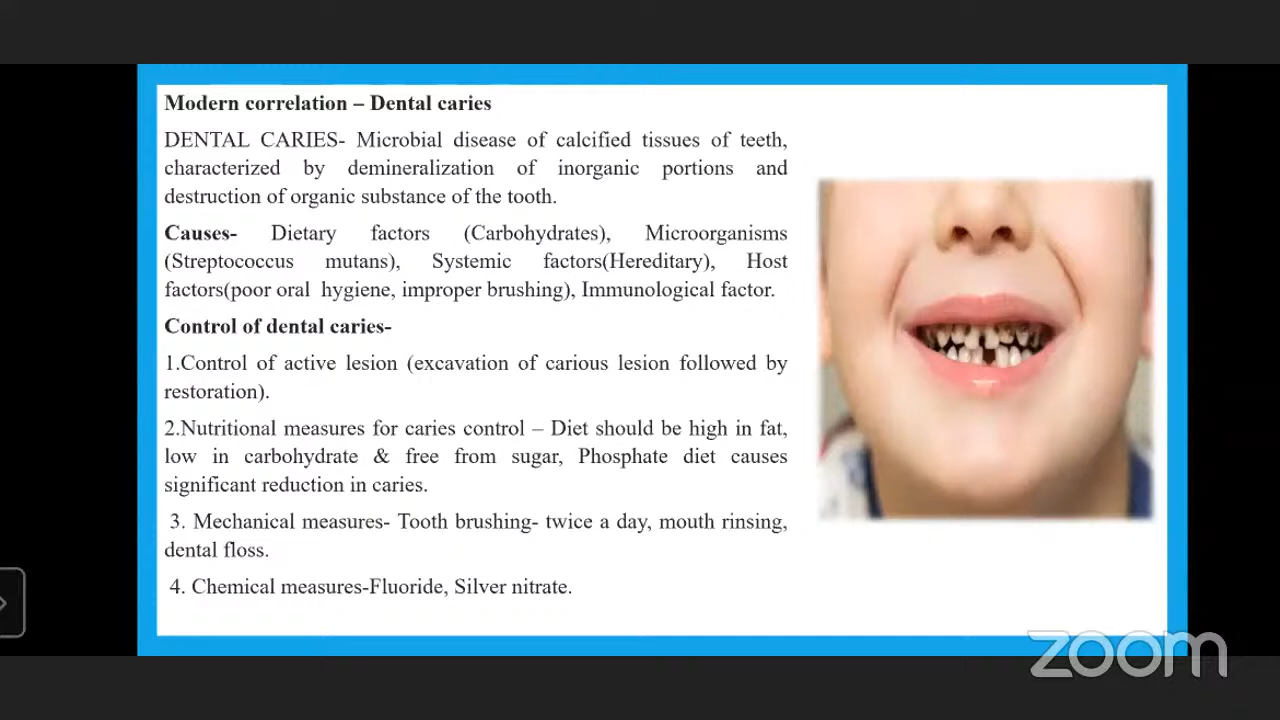 Modern correlation – Dental caries
DENTAL CARIES- Microbial disease of calcified tissues of teeth,
characterized by demineralization of inorganic portions and
destruction of organic substance of the tooth.
Causes- Dietary factors (Carbohydrates), Microorganisms
(Streptococcus mutans), Systemic factors(Hereditary), Host
factors(poor oral hygiene, improper brushing), Immunological factor.
Control of dental caries-
1.Control of active lesion (excavation of carious lesion followed by
restoration).
2.Nutritional measures for caries control – Diet should be high in fat,
low in carbohydrate & free from sugar, Phosphate diet causes
significant reduction in caries.
3. Mechanical measures- Tooth brushing- twice a day, mouth rinsing,
dental floss.
4. Chemical measures-Fluoride, Silver nitrate.
zoom